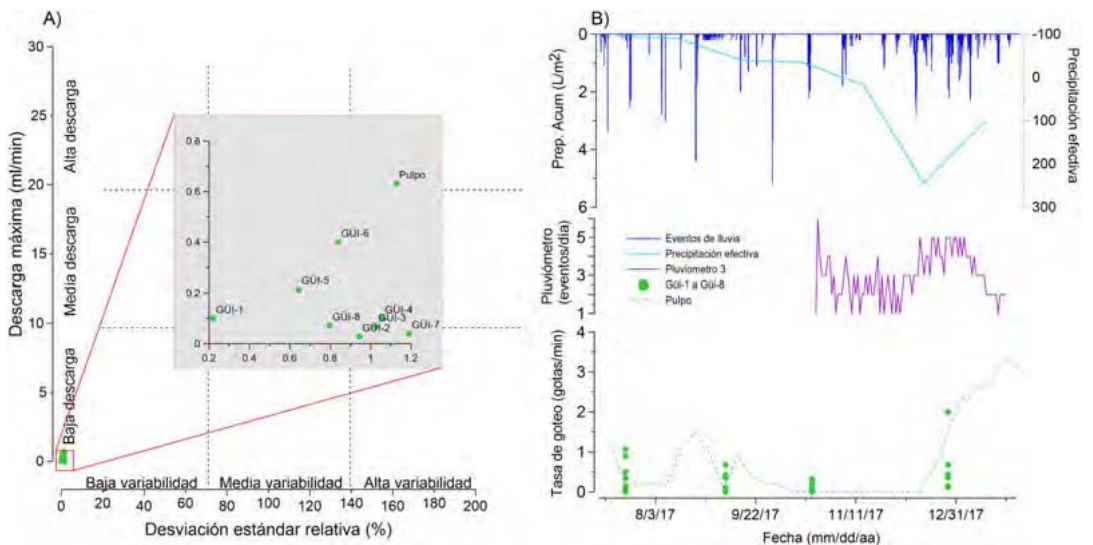 A)
30
25
20
15
10
5
0
Descarga máxima (ml/min)
Alta descarga
Media descarga
Baja descarga
0.8
0.6
0.4
0.2
0
0.2
0.4
0.6
0.8
1
1.2
Pulpo
GÜI-6
GÜI-5
GÜI-1
GÜI-8
GÜI-4
GÜI-3
GÜI-2
GÜI-7
Baja variabilidad
Media variabilidad
Alta variabilidad
0 20 40 60 80 100 120 140 160 180 200
Desviación estándar relativa (%)
B)
0
2
4
6
Prep. Acum (L/m²)
-100
0
100
200
300
Precipitación efectiva
Eventos de lluvia
Precipitación efectiva
Pluviometro 3
Güi-1 a Güi-8
Pulpo
5
3
1
Pluviómetro (eventos/día)
4
3
2
1
0
Tasa de goteo (gotas/min)
8/3/17 9/22/17 11/11/17 12/31/17
Fecha (mm/dd/aa)